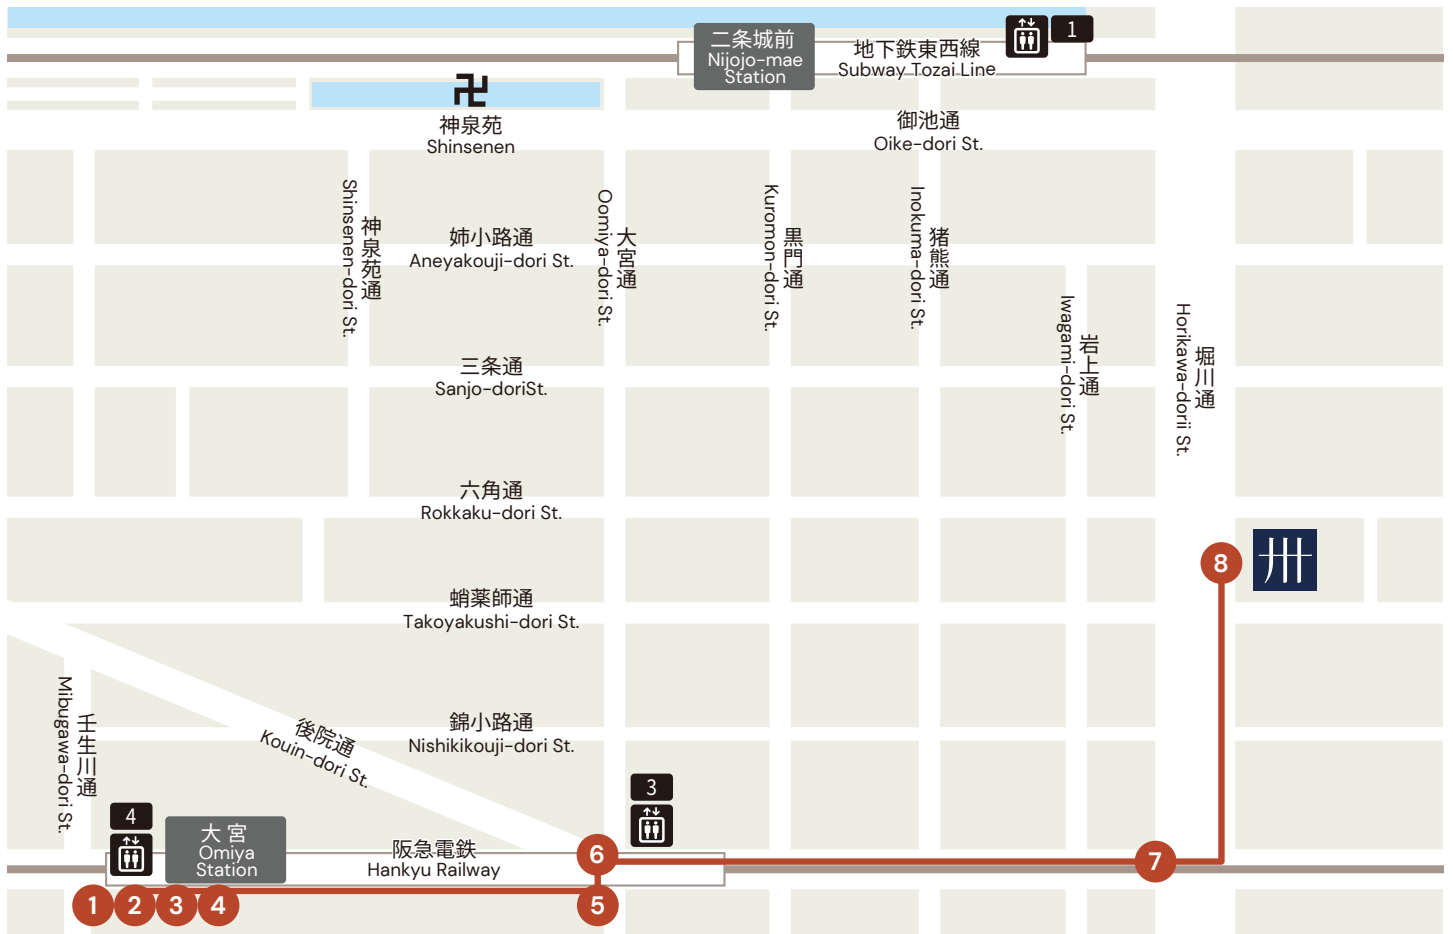 1
二条城前
Nijojo-mae
Station
地下鉄東西線
Subway Tozai Line
卍
神泉苑
Shinsenen
御池通
Oike-dori St.
神泉苑通
Shinsenen-dori St.
姉小路通
Aneyakouji-dori St.
大宮通
Oomiya-dori St.
黒門通
Kuromon-dori St.
猪熊通
Inokuma-dori St.
岩上通
Iwagami-dori St.
堀川通
Horikawa-dorii St.
三条通
Sanjo-doriSt.
六角通
Rokkaku-dori St.
8
卅
蛸薬師通
Takoyakushi-dori St.
壬生川通
Mibugawa-dori St.
後院通
Kouin-dori St.
錦小路通
Nishikikouji-dori St.
3
4
大宮
Omiya
Station
阪急電鉄
Hankyu Railway
6
7
1
2
3
4
5